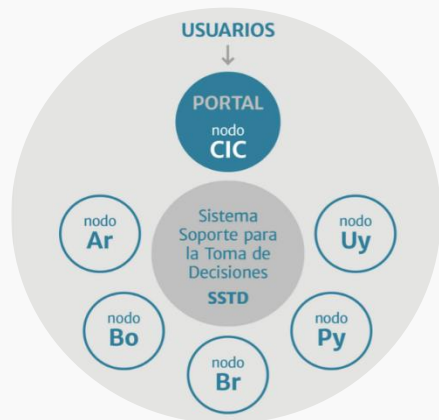 USUARIOS
PORTAL
nodo
CIC
Sistema
Soporte para
la Toma de
Decisiones
SSTD
nodo
Ar
nodo
Uy
nodo
Bo
nodo
Py
nodo
Br